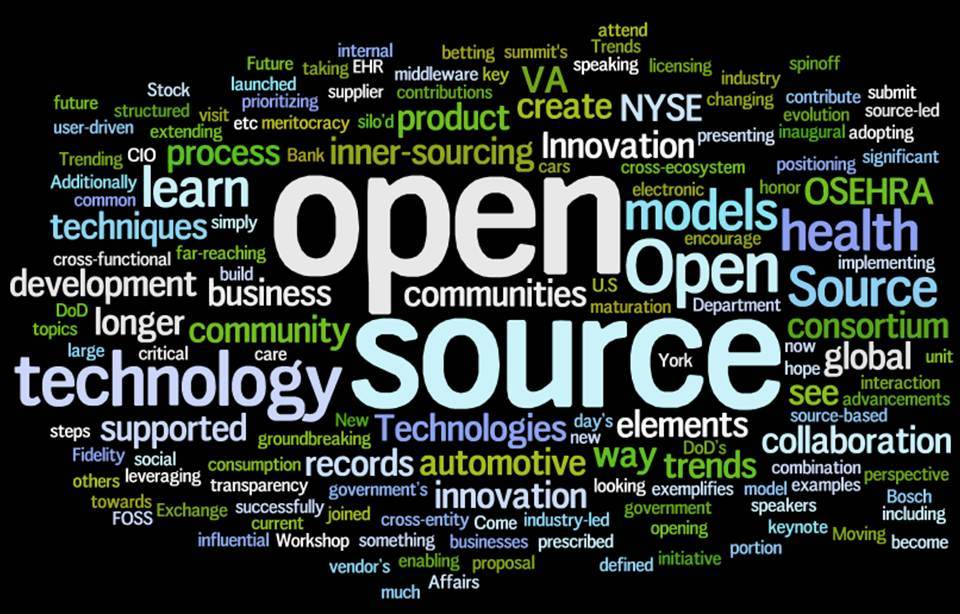 attend
internal betting summit's Trends
Future taking EHR middleware key VA speaking licensing spinoff
Stock launched supplier contributions industry
future prioritizing create NYSE changing contribute submit
structured visit etc meritocracy silo'd product evolution source-led
user-driven extending Innovation presenting inaugural adopting
Trending CIO process Bank inner-sourcing cars cross-ecosystem positioning significant
Additionally learn open electronic honor OSEHRA
common models
techniques simply encourage health
cross-functional far-reaching Open implementing
development build business communities U.S Source
DoD maturation Department
topics longer community source consortium
large critical care York now global unit
technology hope see interaction
advancements
steps supported New Technologies day's elements source-based
groundbreaking new collaboration
Fidelity social records automotive way DoD's trends combination perspective
others leveraging consumption
transparency government's innovation looking exemplifies model examples Bosch
towards Exchange successfully government speakers including
FOSS current joined cross-entity Come industry-led opening keynote Moving become
influential Workshop something businesses prescribed portion
vendor's enabling proposal defined initiative
much Affairs